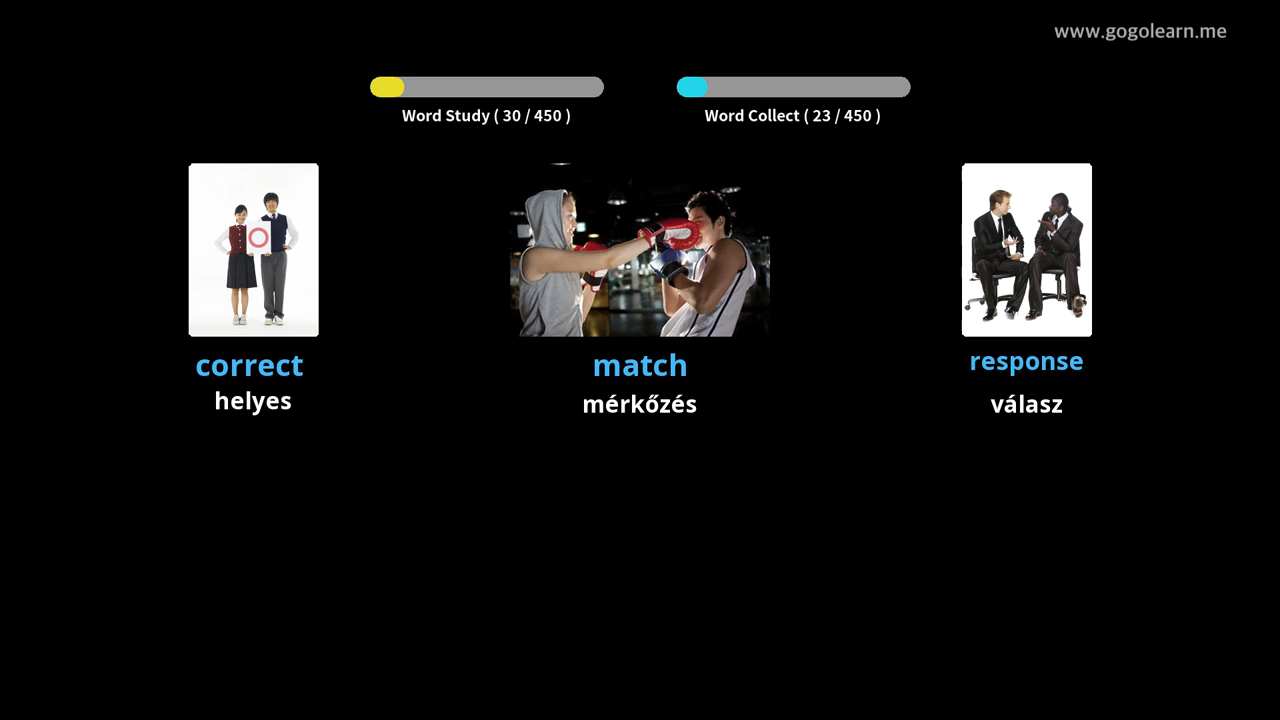 www.gogolearn.me
Word Study ( 30 / 450 )
Word Collect ( 23 / 450 )
correct
helyes
match
mérkőzés
response
válasz